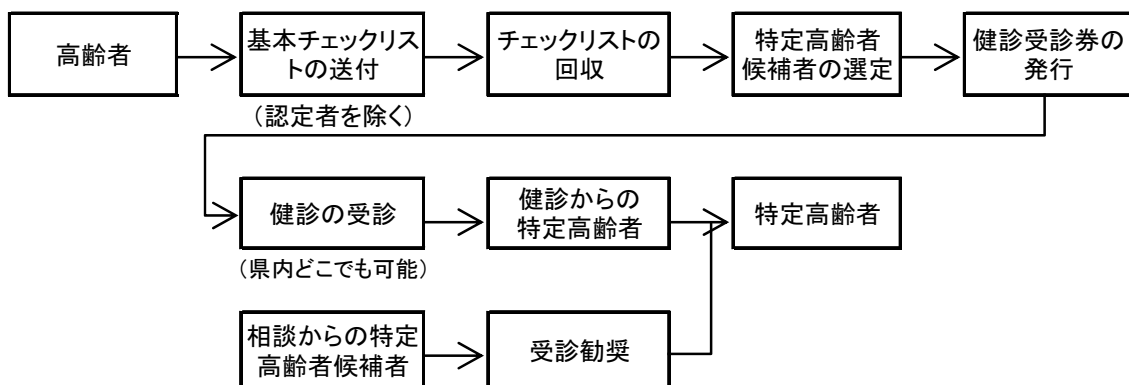 高齢者
基本チェックリス
トの送付
(認定者を除く)
チェックリストの
回収
特定高齢者
候補者の選定
健診受診券の
発行
健診の受診
(県内どこでも可能)
健診からの
特定高齢者
特定高齢者
相談からの特定
高齢者候補者
受診勧奨